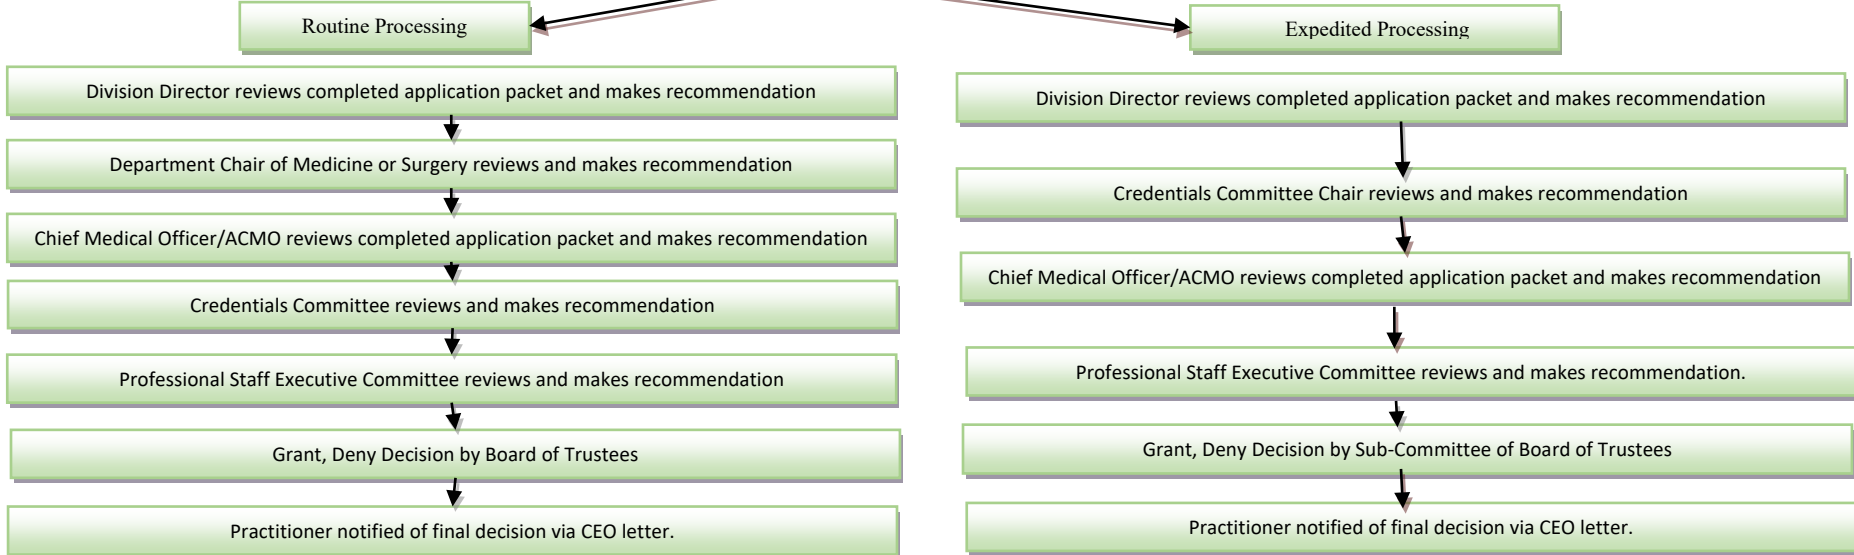 Routine Processing
Division Director reviews completed application packet and makes recommendation
Department Chair of Medicine or Surgery reviews and makes recommendation
Chief Medical Officer/ACMO reviews completed application packet and makes recommendation
Credentials Committee reviews and makes recommendation
Professional Staff Executive Committee reviews and makes recommendation
Grant, Deny Decision by Board of Trustees
Practitioner notified of final decision via CEO letter.
Expedited Processing
Division Director reviews completed application packet and makes recommendation
Credentials Committee Chair reviews and makes recommendation
Chief Medical Officer/ACMO reviews completed application packet and makes recommendation
Professional Staff Executive Committee reviews and makes recommendation.
Grant, Deny Decision by Sub-Committee of Board of Trustees
Practitioner notified of final decision via CEO letter.